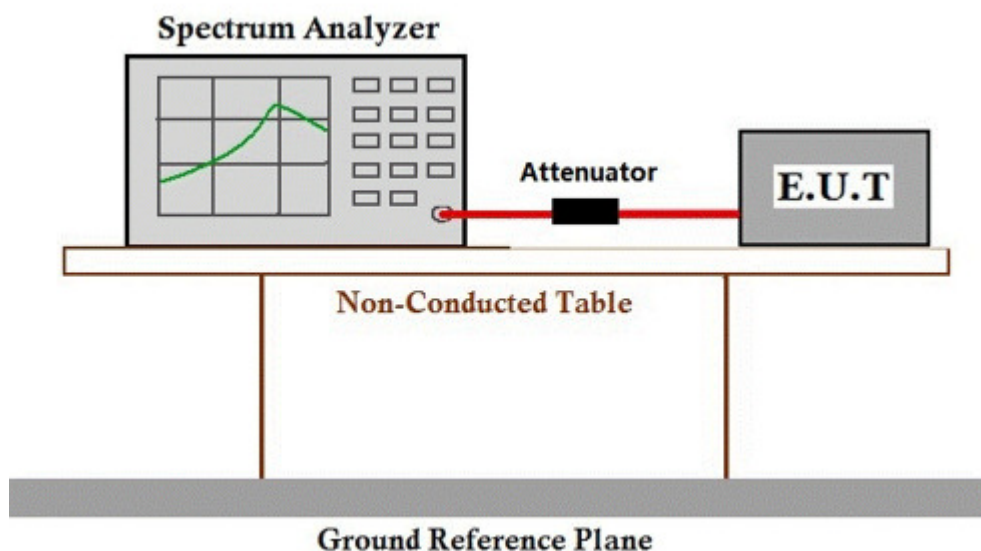 Spectrum Analyzer
Attenuator
E.U.T
Non-Conducted Table
Ground Reference Plane